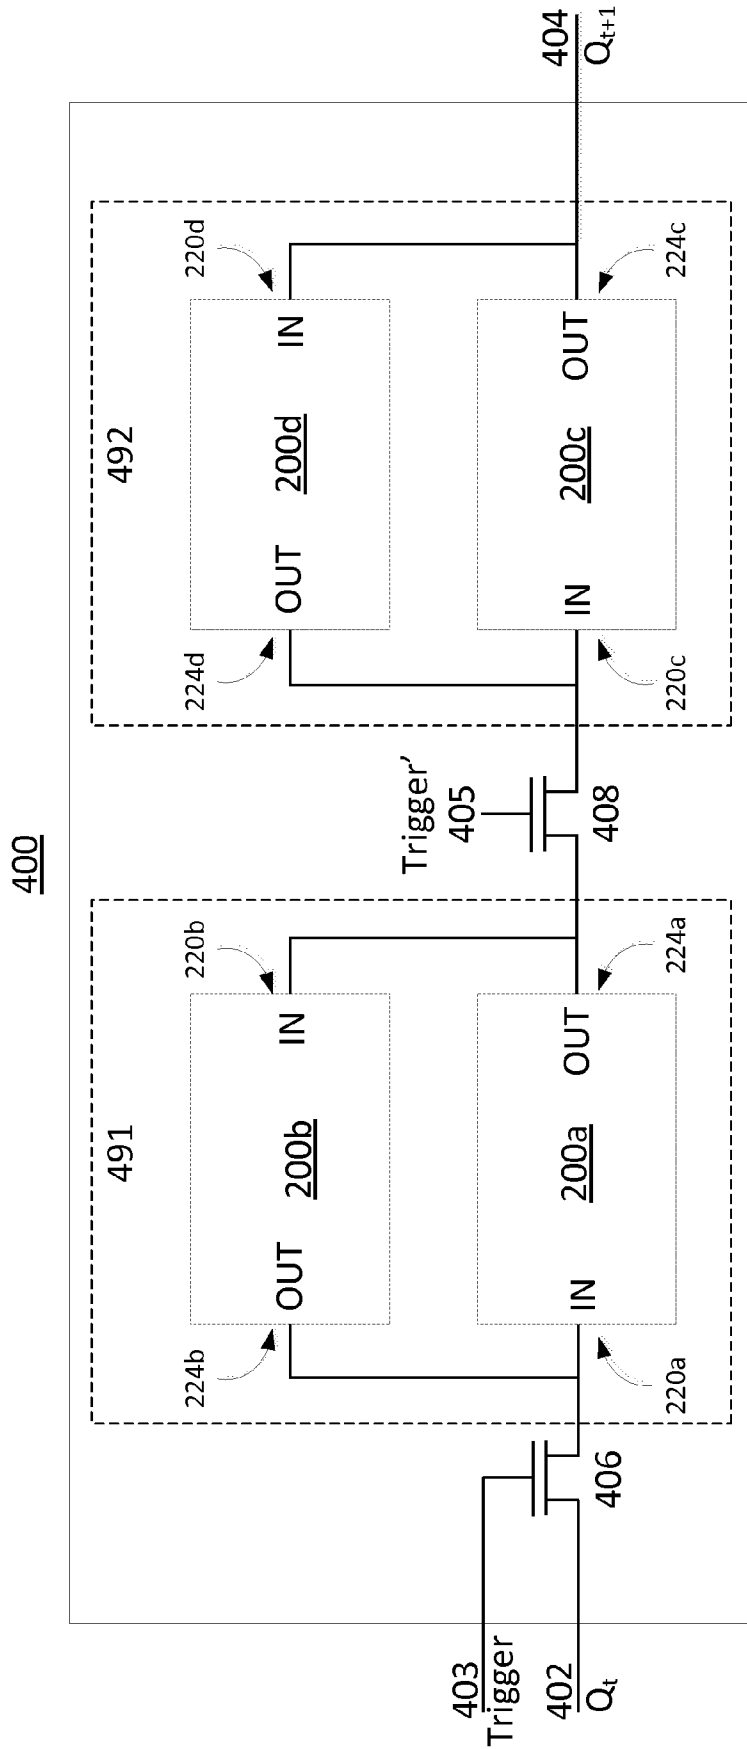 400
491
492
224b
220b
224d
220d
OUT
200b
IN
OUT
200d
IN
Trigger'
405
403
Trigger
402
Qt
406
408
404
Qt+1
IN
200a
OUT
IN
200c
OUT
220a
224a
220c
224c